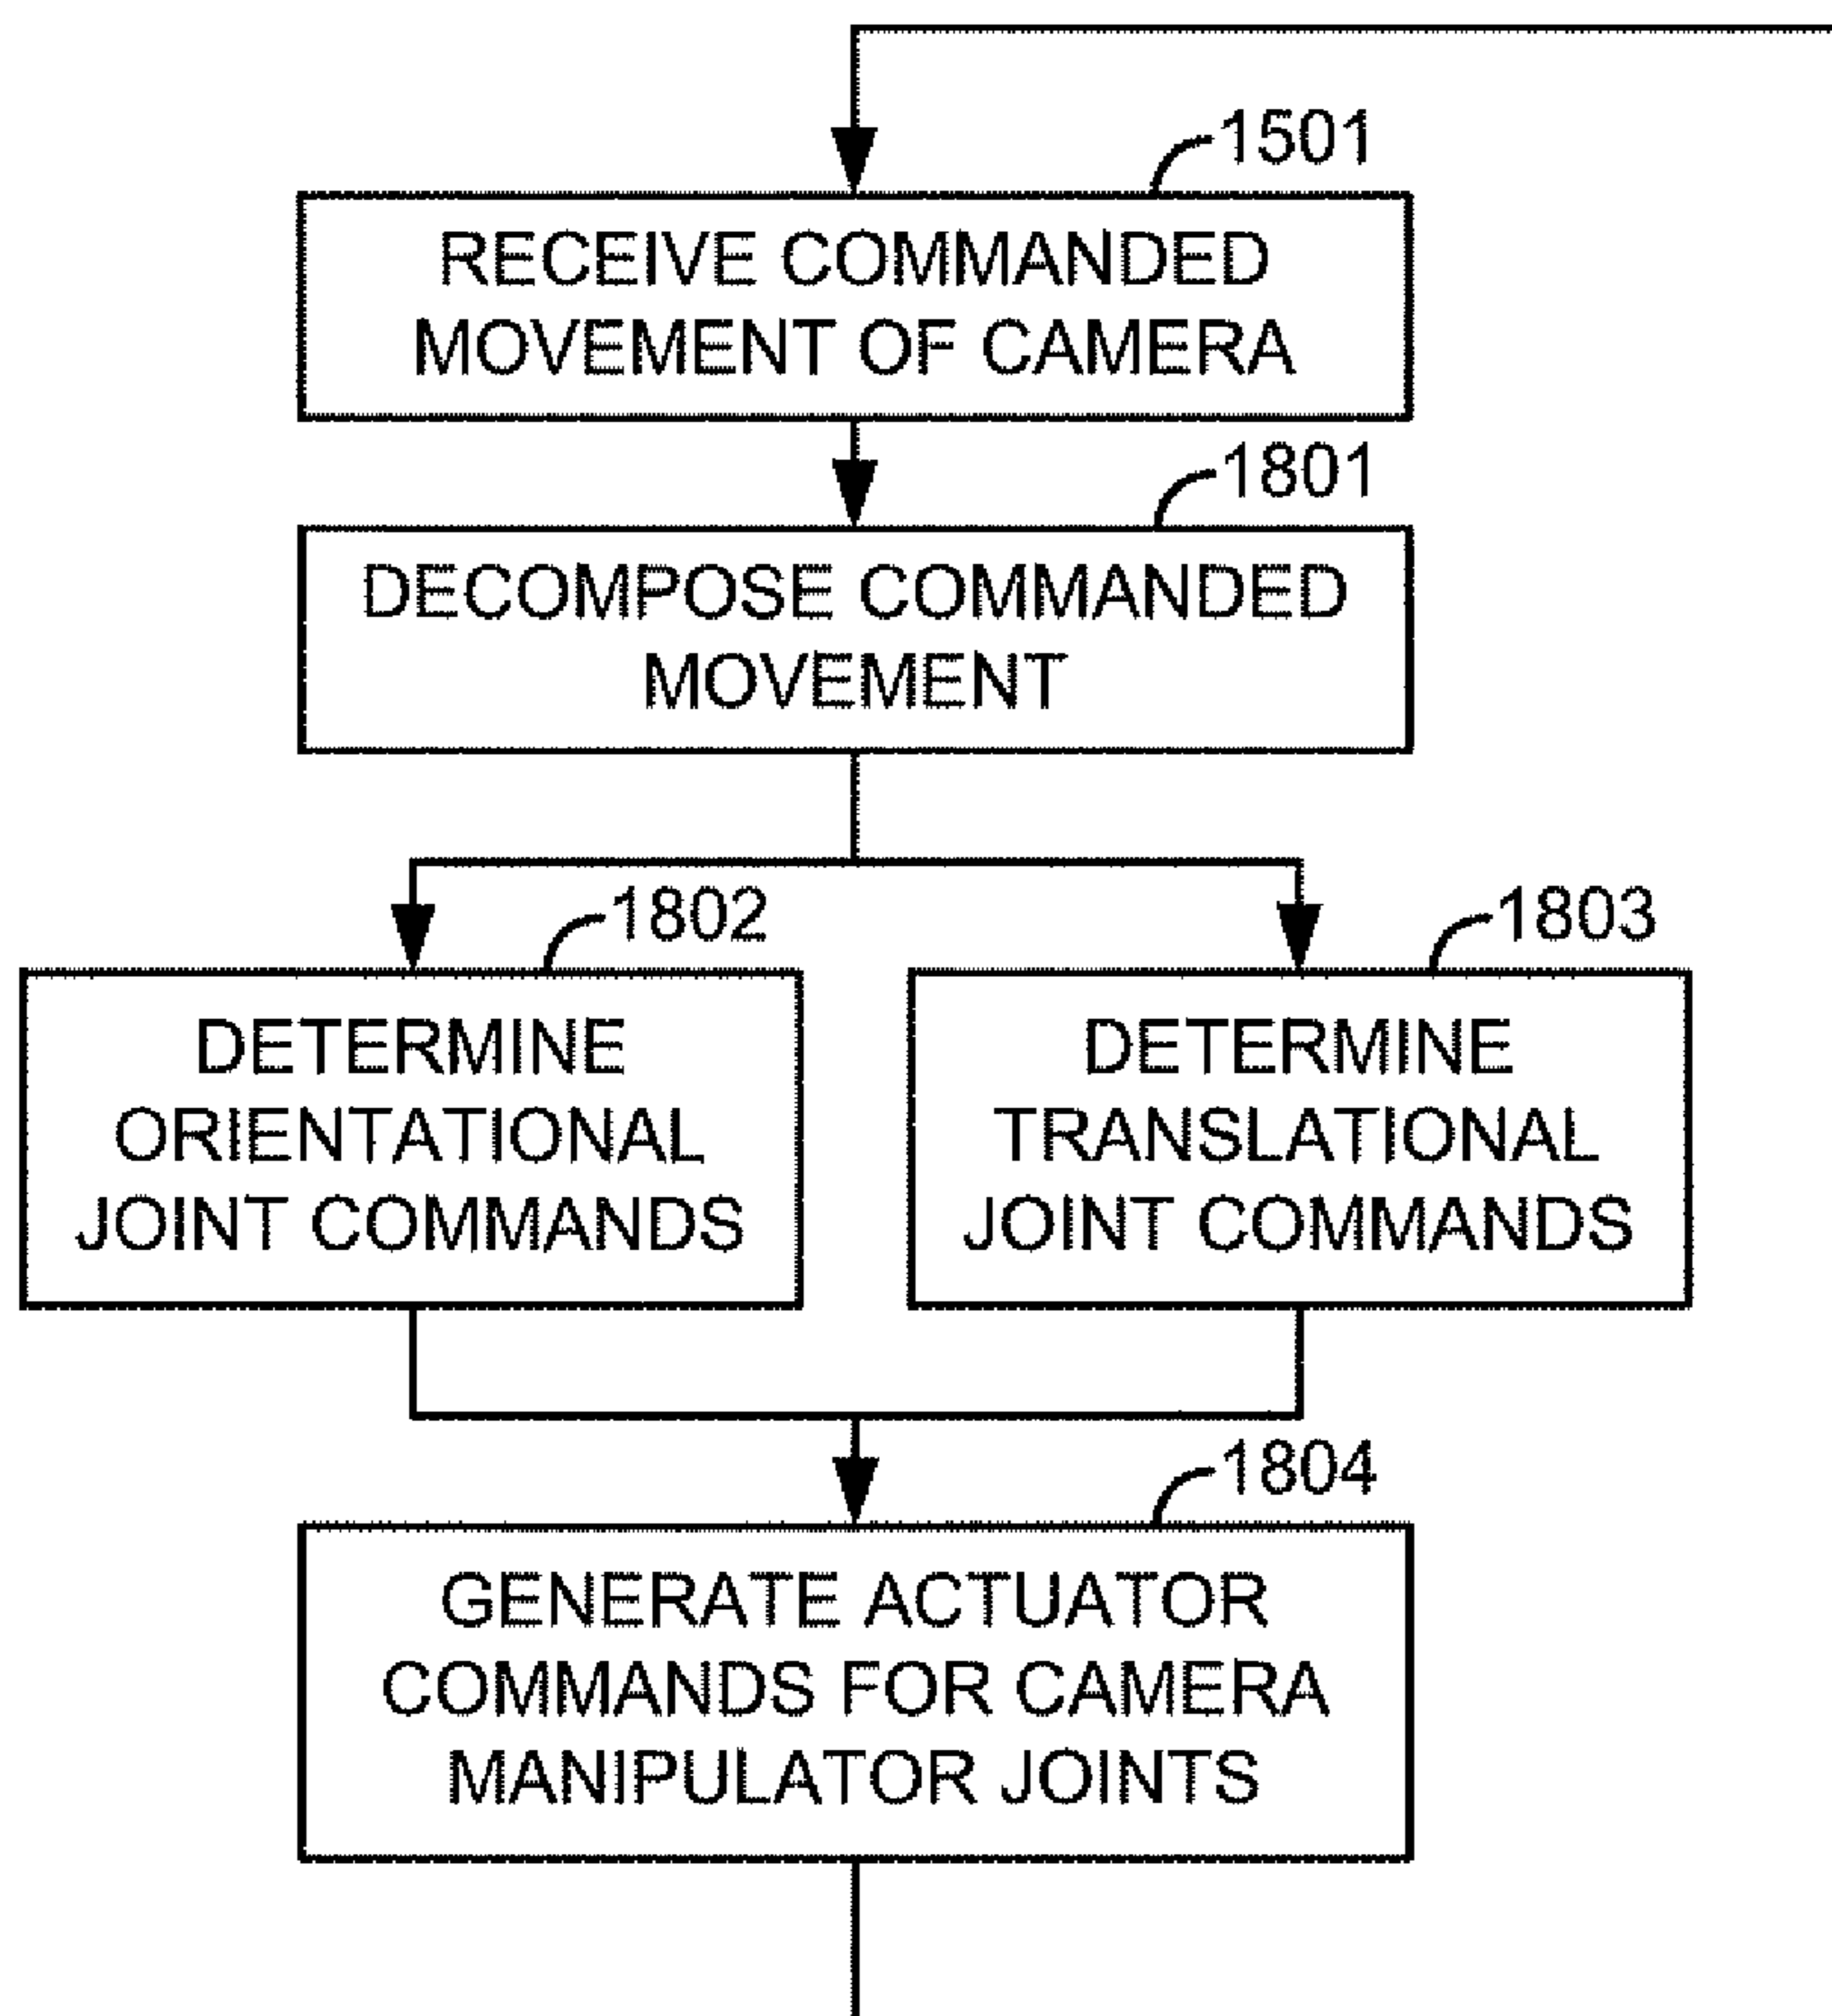 1501
RECEIVE COMMANDED
MOVEMENT OF CAMERA
1801
DECOMPOSE COMMANDED
MOVEMENT
1802
DETERMINE
ORIENTATIONAL
JOINT COMMANDS
1803
DETERMINE
TRANSLATIONAL
JOINT COMMANDS
1804
GENERATE ACTUATOR
COMMANDS FOR CAMERA
MANIPULATOR JOINTS